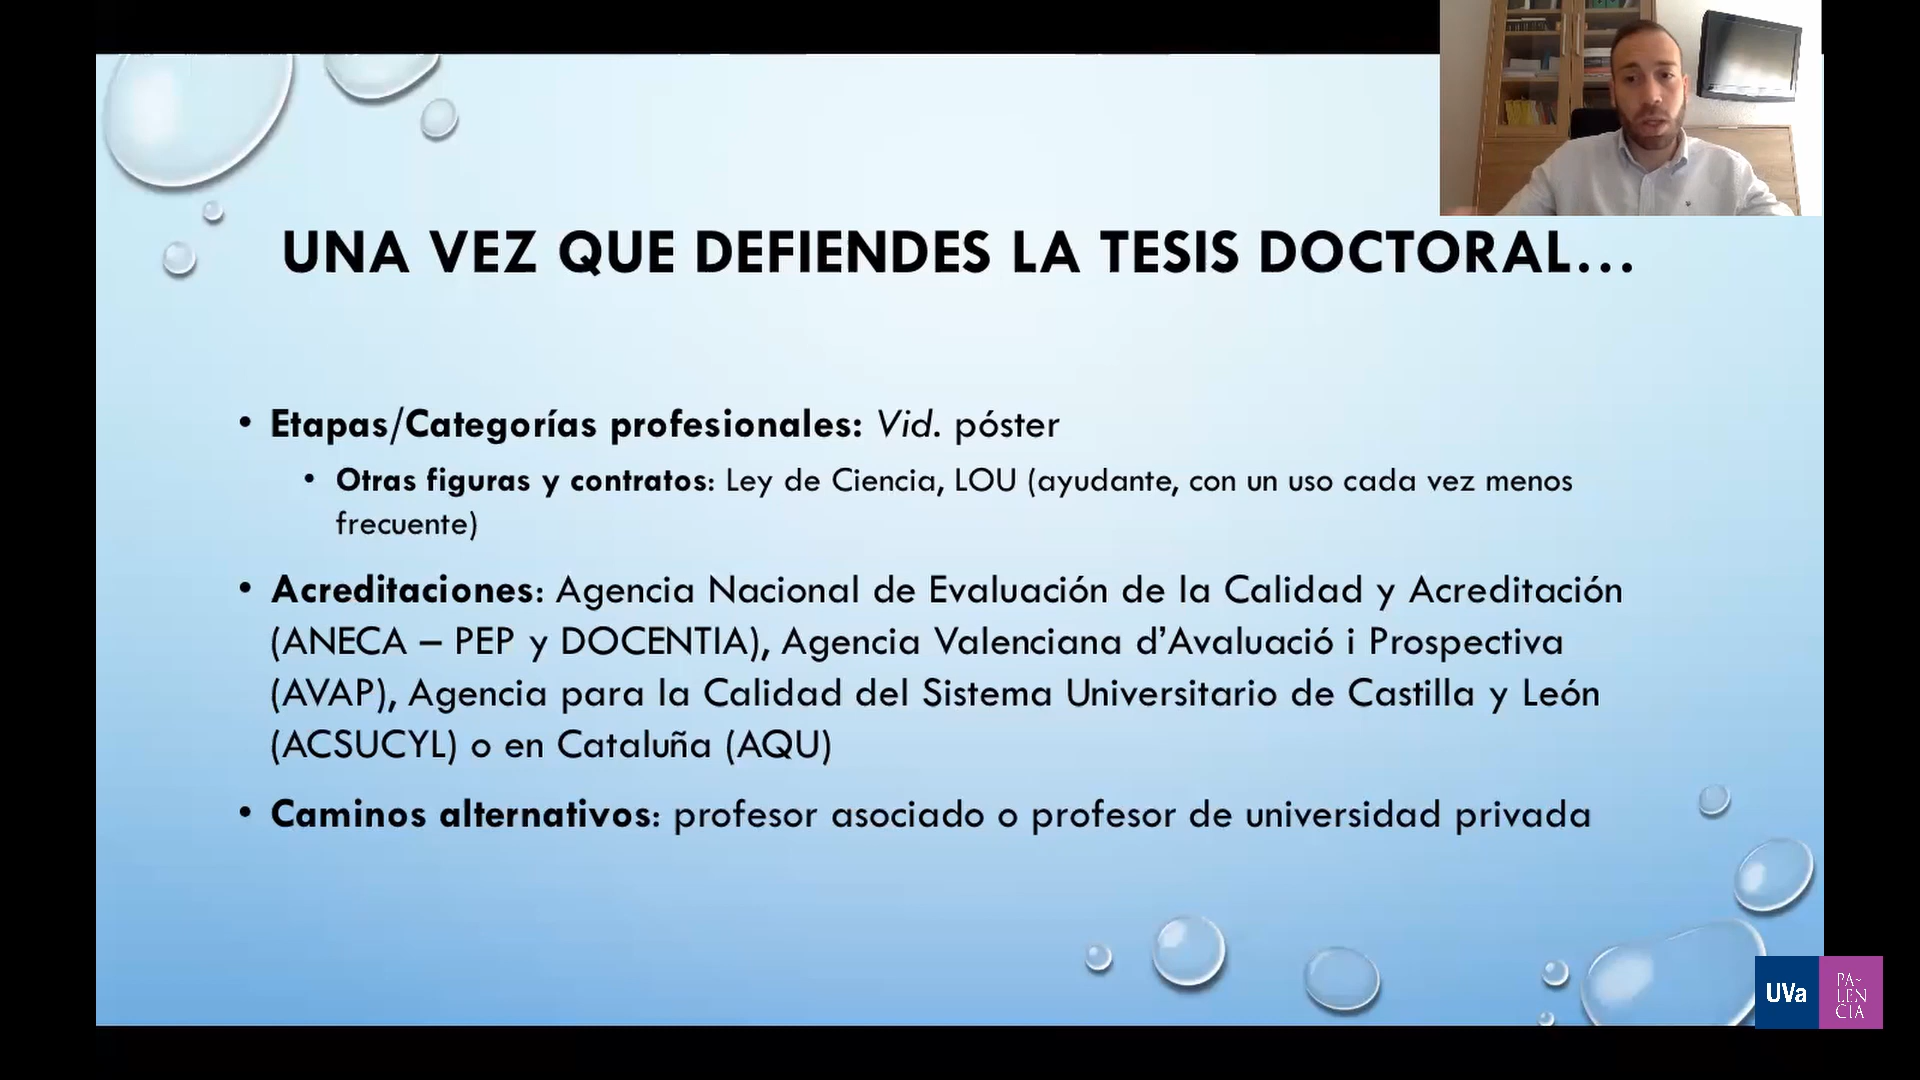 UNA VEZ QUE DEFIENDES LA TESIS DOCTORAL…
• Etapas/Categorías profesionales: Vid. póster
• Otras figuras y contratos: Ley de Ciencia, LOU (ayudante, con un uso cada vez menos
frecuente)
• Acreditaciones: Agencia Nacional de Evaluación de la Calidad y Acreditación
(ANECA – PEP y DOCENTIA), Agencia Valenciana d’Avaluació i Prospectiva
(AVAP), Agencia para la Calidad del Sistema Universitario de Castilla y León
(ACSUCYL) o en Cataluña (AQU)
• Caminos alternativos: profesor asociado o profesor de universidad privada
UVa
PA~
LEN
CIA